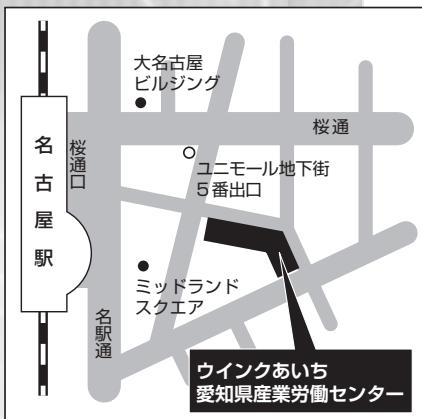 大名古屋
ビルジング
桜通
名古屋駅
桜通口
ユニモール地下街
5番出口
ミッドランド
スクエア
名駅通
ウインクあいち
愛知県産業労働センター